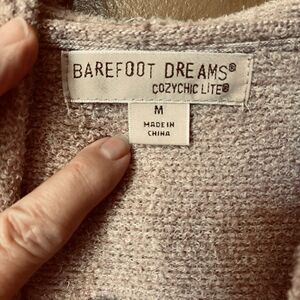 BAREFOOT DREAMS®
COZYCHIC LITE®
M
MADE IN
CHINA